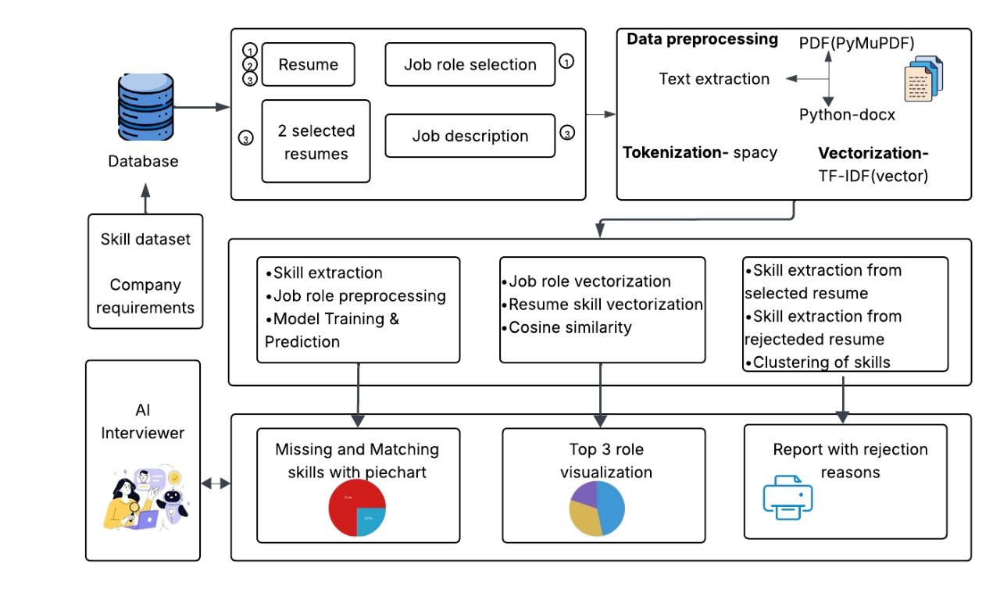 1
2
3
Resume
Job role selection
1
3
2 selected
resumes
Job description
3
Database
Skill dataset
Company
requirements
Data preprocessing
PDF(PyMuPDF)
Text extraction
Python-docx
Tokenization- spacy
Vectorization-
TF-IDF(vector)
•Skill extraction
•Job role preprocessing
•Model Training &
Prediction
•Job role vectorization
•Resume skill vectorization
•Cosine similarity
•Skill extraction from
selected resume
•Skill extraction from
rejecteded resume
•Clustering of skills
AI
Interviewer
Missing and Matching
skills with piechart
Top 3 role
visualization
Report with rejection
reasons